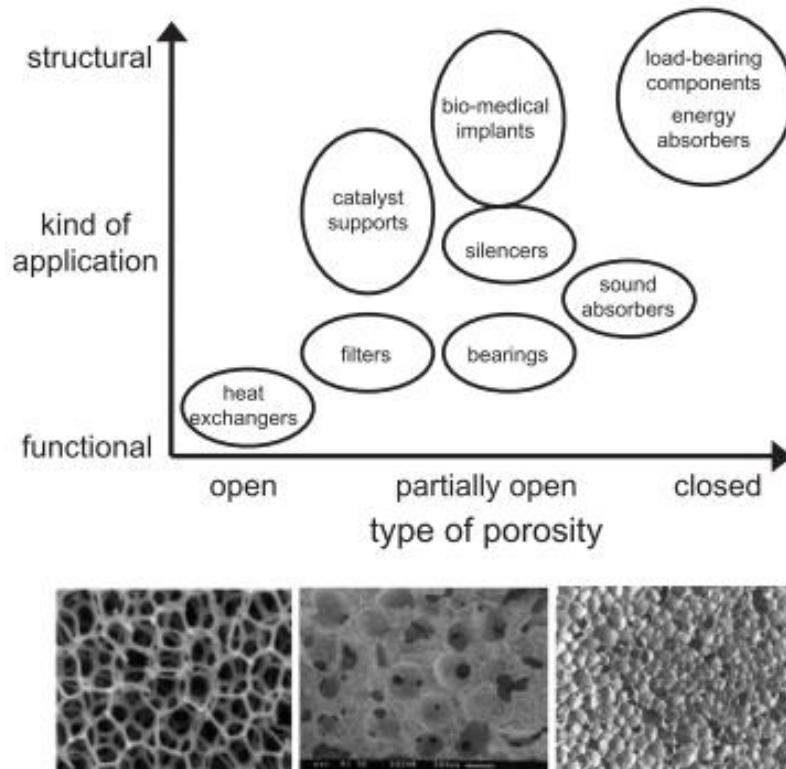 structural
load-bearing
components
energy
absorbers
bio-medical
implants
catalyst
supports
kind of
application
silencers
sound
absorbers
filters
bearings
heat
exchangers
functional
open
partially open
closed
type of porosity